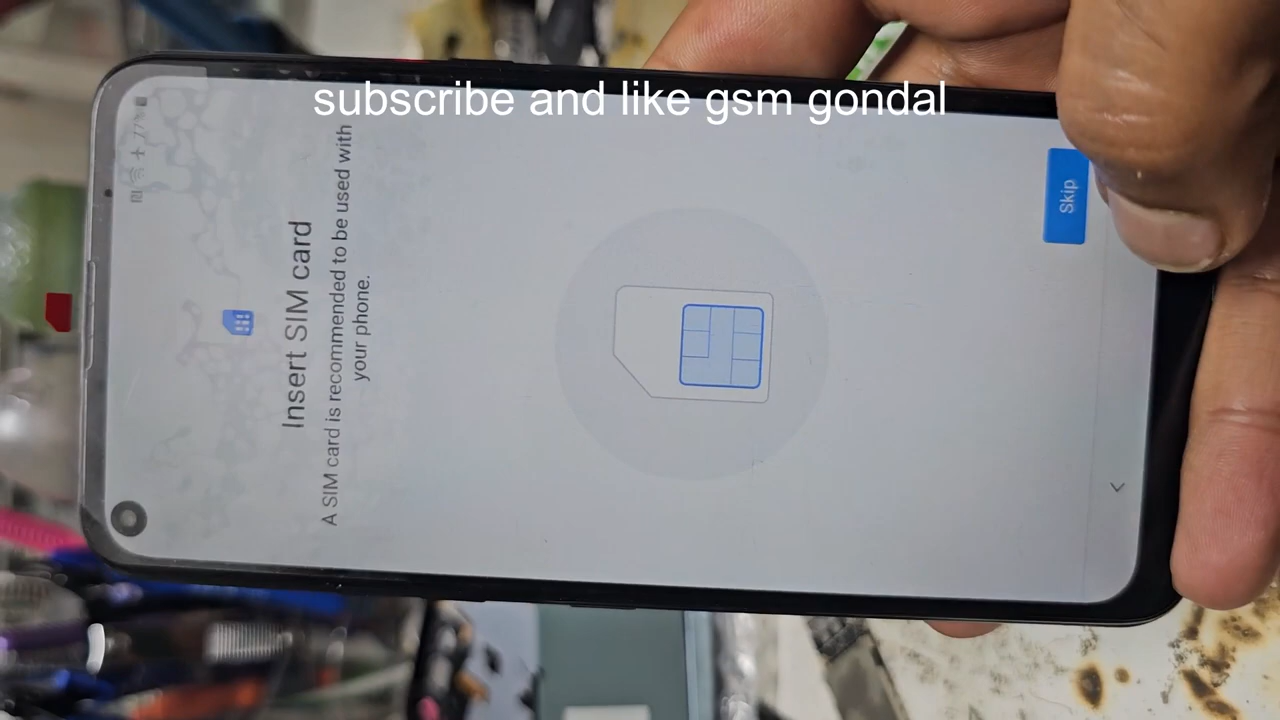 subscribe and like gsm gondal
Insert SIM card
A SIM card is recommended to be used with
your phone.
Skip